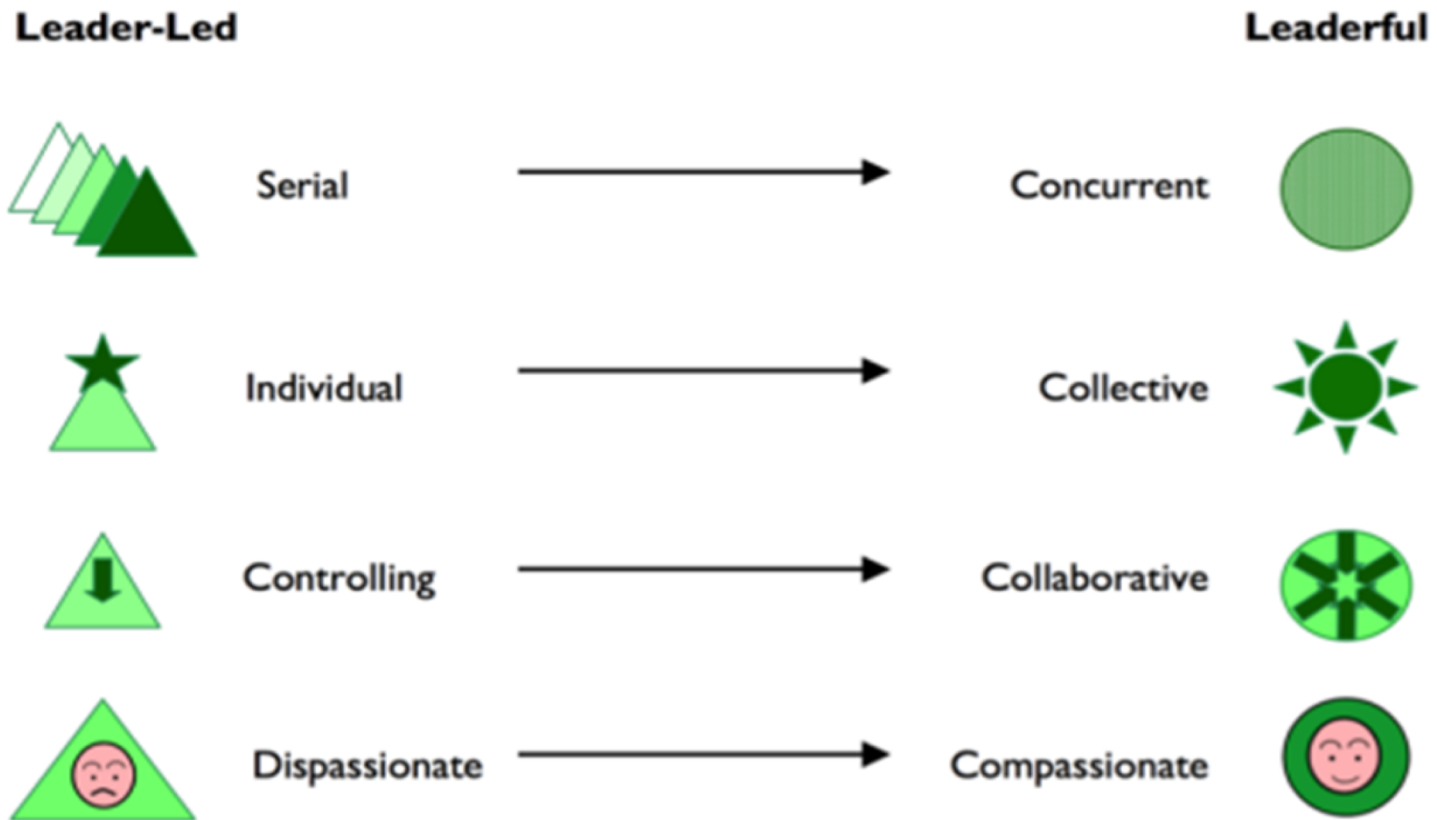 Leader-Led Leaderful
Serial Concurrent
Individual Collective
Controlling Collaborative
Dispassionate Compassionate